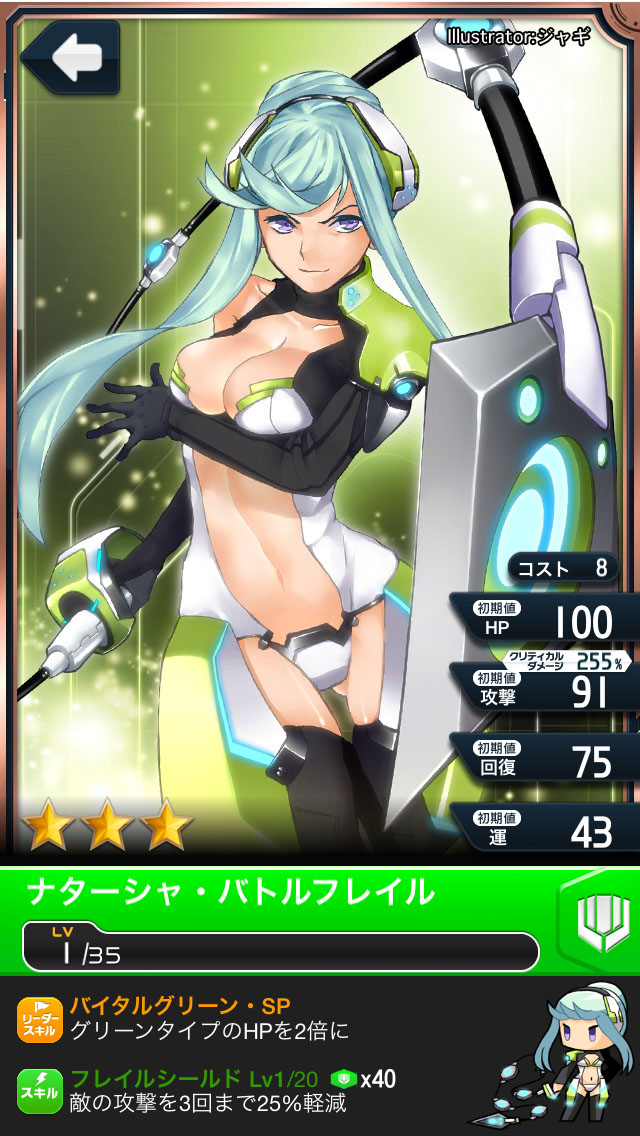 Illustrator:ジャギ
コスト 8
初期値
HP 100
クリティカル
ダメージ 255%
初期値
攻撃 91
初期値
回復 75
初期値
運 43
ナターシャ・バトルフレイル
LV
1/35
リーダー
スキル
バイタルグリーン・SP
グリーンタイプのHPを2倍に
スキル
フレイルシールド Lv1/20 x40
敵の攻撃を3回まで25%軽減